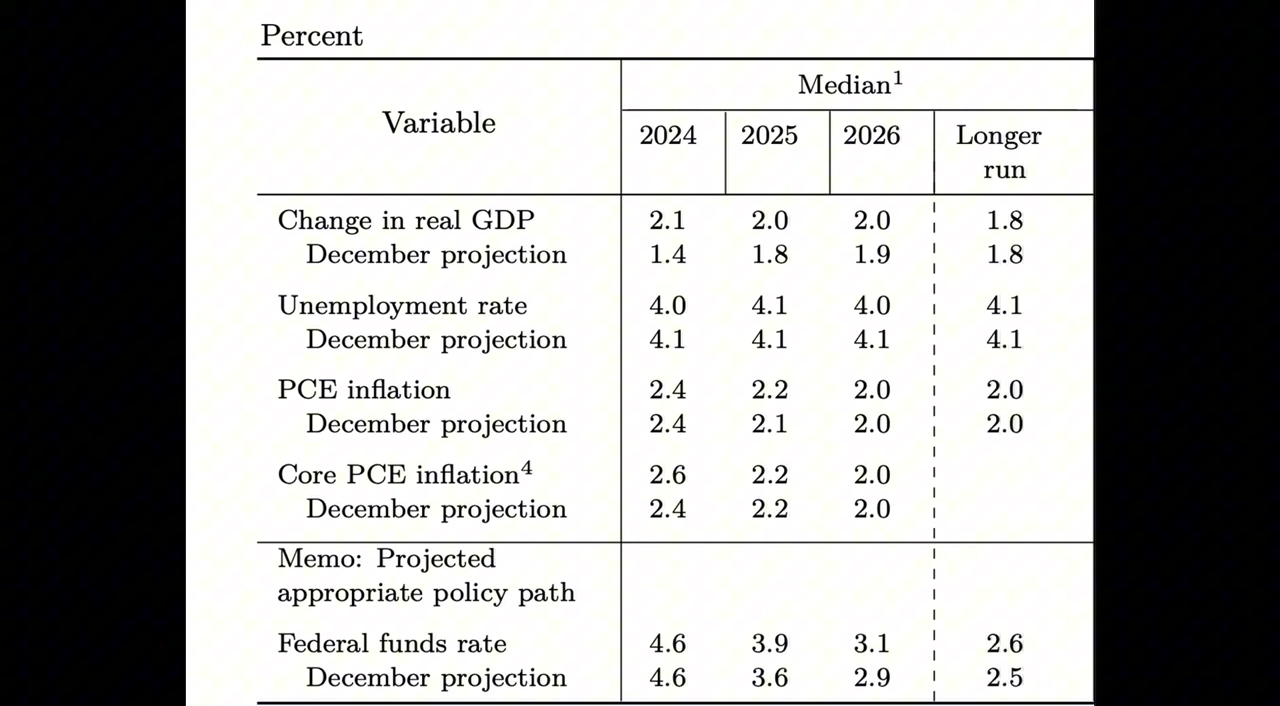 Percent
Variable
Median¹
2024 2025 2026 Longer run
Change in real GDP 2.1 2.0 2.0 1.8
December projection 1.4 1.8 1.9 1.8
Unemployment rate 4.0 4.1 4.0 4.1
December projection 4.1 4.1 4.1 4.1
PCE inflation 2.4 2.2 2.0 2.0
December projection 2.4 2.1 2.0 2.0
Core PCE inflation⁴ 2.6 2.2 2.0
December projection 2.4 2.2 2.0
Memo: Projected
appropriate policy path
Federal funds rate 4.6 3.9 3.1 2.6
December projection 4.6 3.6 2.9 2.5